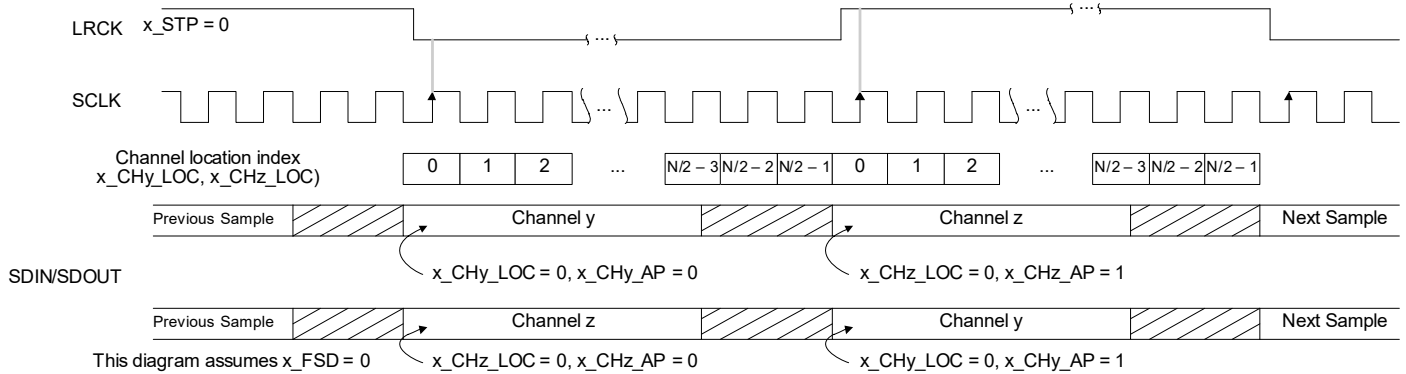 LRCK x_STP = 0 ... ...
SCLK ... ...
Channel location index
x_CHy_LOC, x_CHz_LOC)
0 1 2 ... N/2 – 3 N/2 – 2 N/2 – 1 0 1 2 ... N/2 – 3 N/2 – 2 N/2 – 1
Previous Sample Channel y Channel z Next Sample
x_CHy_LOC = 0, x_CHy_AP = 0 x_CHz_LOC = 0, x_CHz_AP = 1
SDIN/SDOUT
Previous Sample Channel z Channel y Next Sample
This diagram assumes x_FSD = 0 x_CHz_LOC = 0, x_CHz_AP = 0 x_CHy_LOC = 0, x_CHy_AP = 1